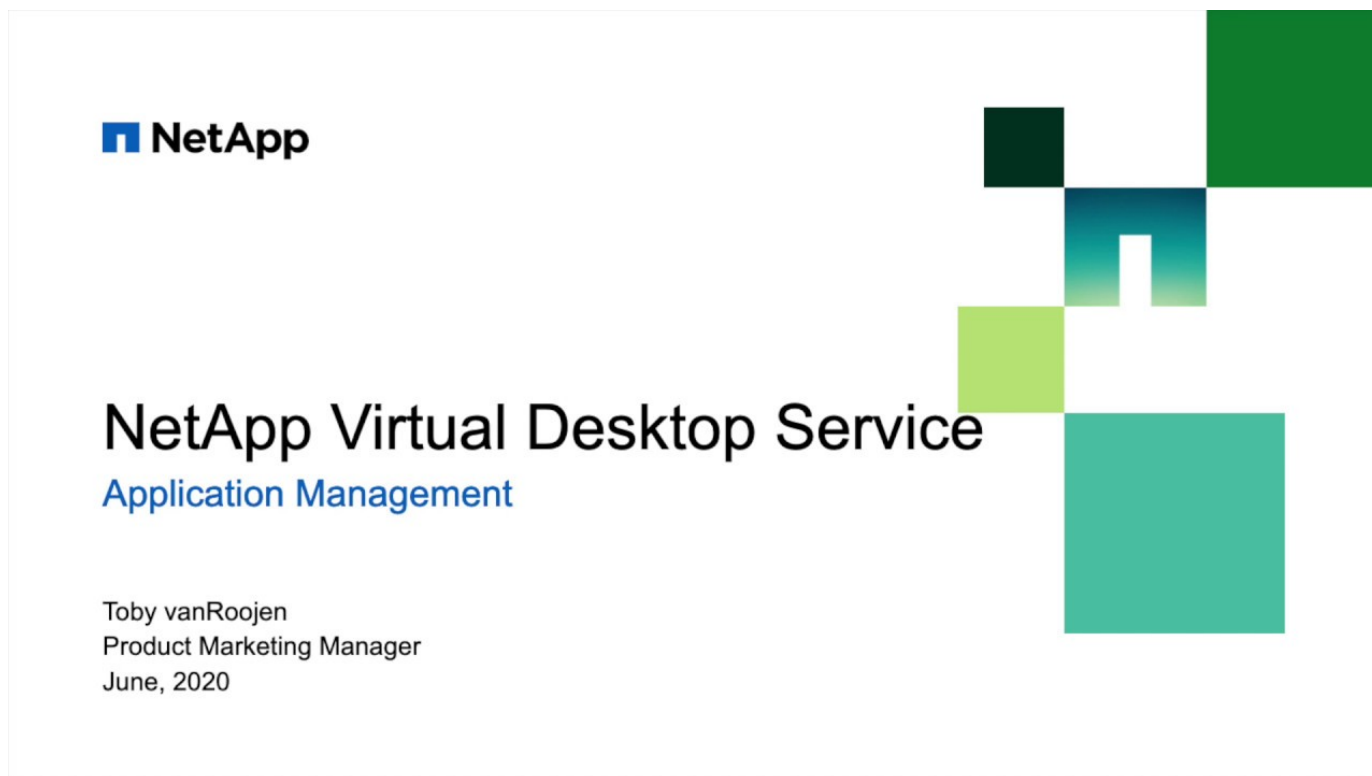 NetApp
NetApp Virtual Desktop Service
Application Management
Toby vanRoojen
Product Marketing Manager
June, 2020